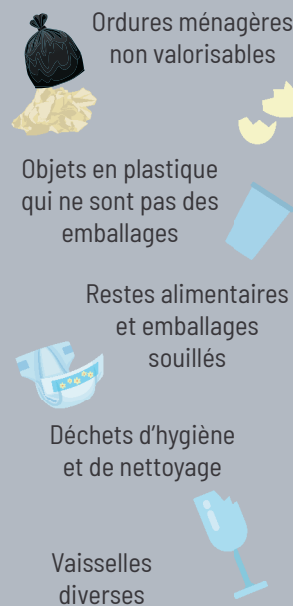 Ordures ménagères
non valorisables
Objets en plastique
qui ne sont pas des
emballages
Restes alimentaires
et emballages
souillés
Déchets d'hygiène
et de nettoyage
Vaisselles
diverses